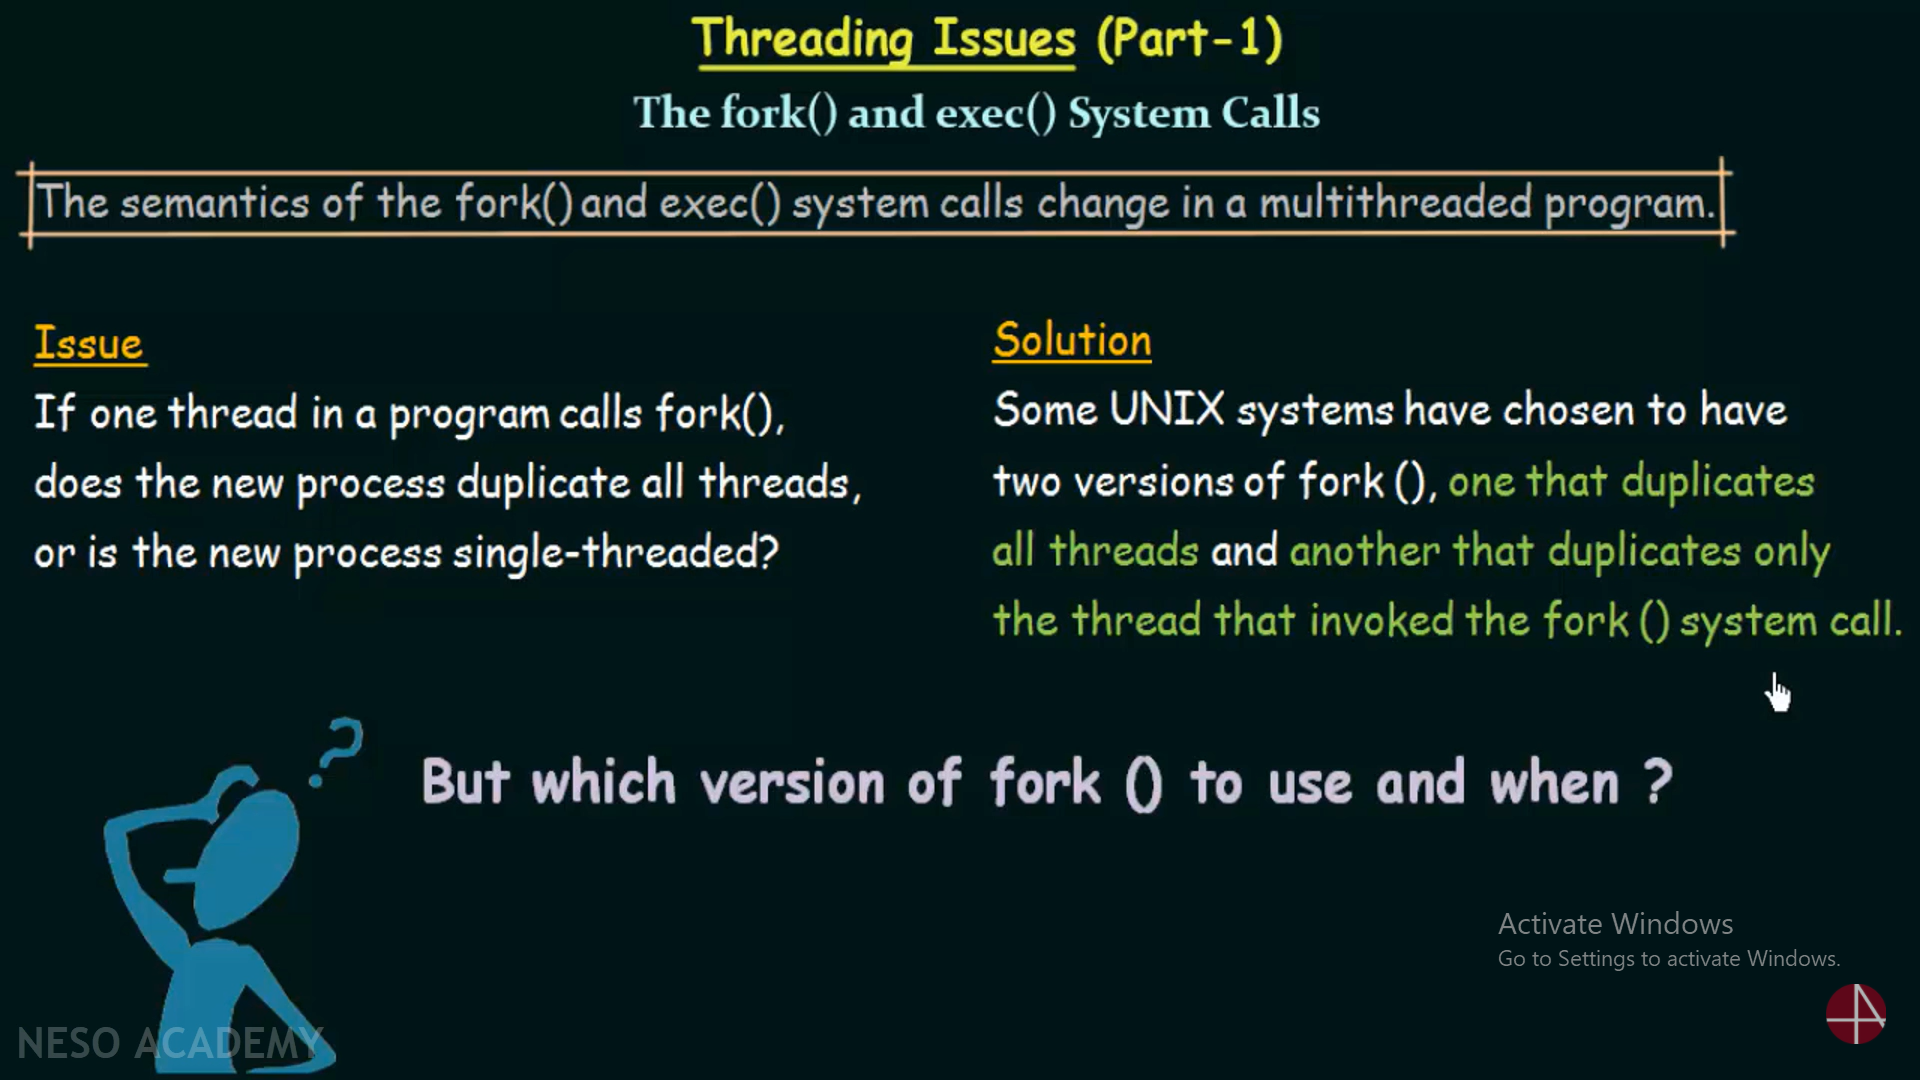 Threading Issues (Part-1)
The fork() and exec() System Calls
The semantics of the fork() and exec() system calls change in a multithreaded program.
Issue
If one thread in a program calls fork(),
does the new process duplicate all threads,
or is the new process single-threaded?
Solution
Some UNIX systems have chosen to have
two versions of fork (), one that duplicates
all threads and another that duplicates only
the thread that invoked the fork () system call.
?
But which version of fork () to use and when ?
Activate Windows
Go to Settings to activate Windows.
NESO ACADEMY